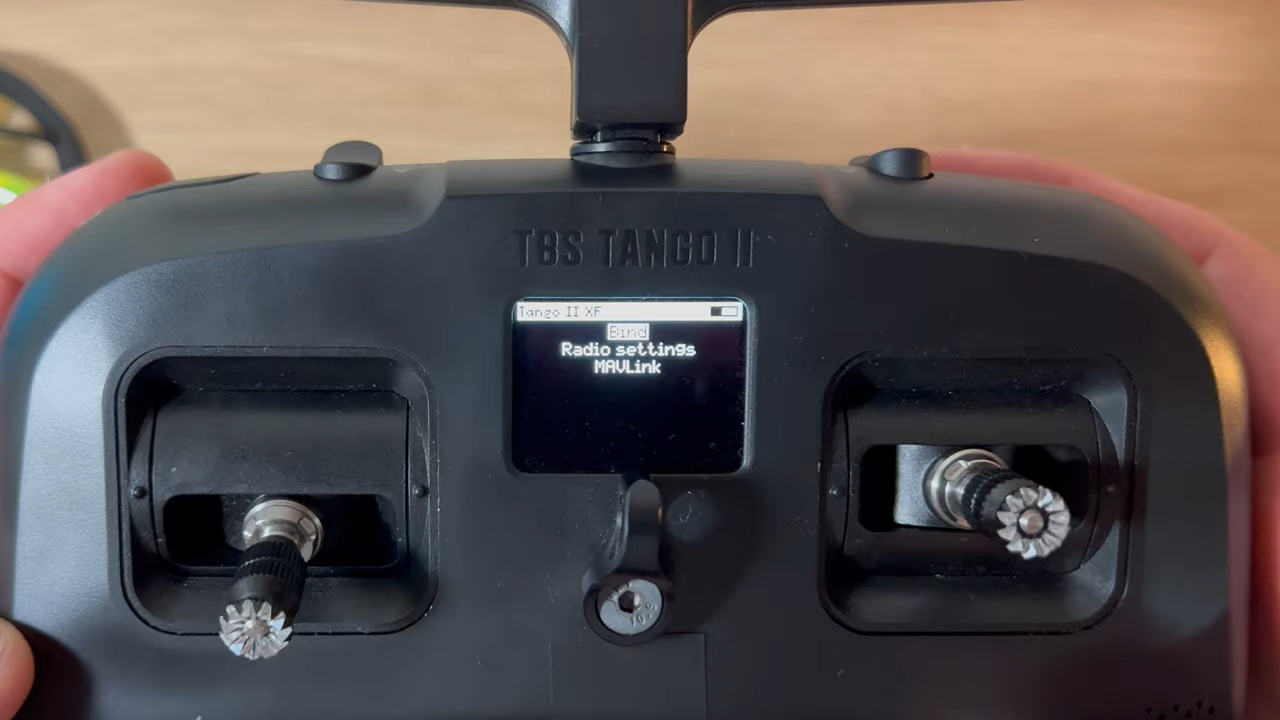 TBS TANGO II
Tango II XF
Bind
Radio settings
MAVLink